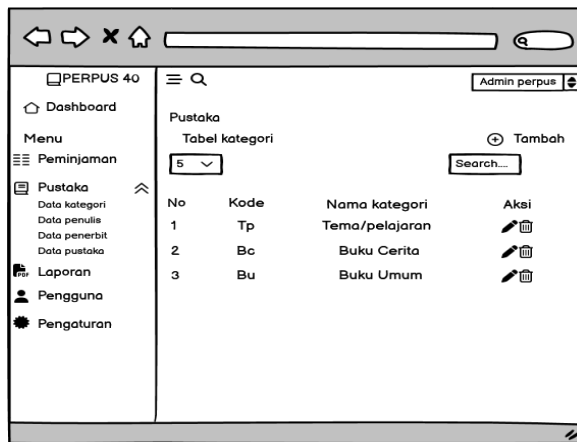 PERPUS 40
Dashboard
Menu
Peminjaman
Pustaka
Data kategori
Data penulis
Data penerbit
Data pustaka
Laporan
PDF
Pengguna
Pengaturan
Admin perpus
Pustaka
Tabel kategori
Tambah
5
Search....
No Kode Nama kategori Aksi
1 Tp Tema/pelajaran
2 Bc Buku Cerita
3 Bu Buku Umum